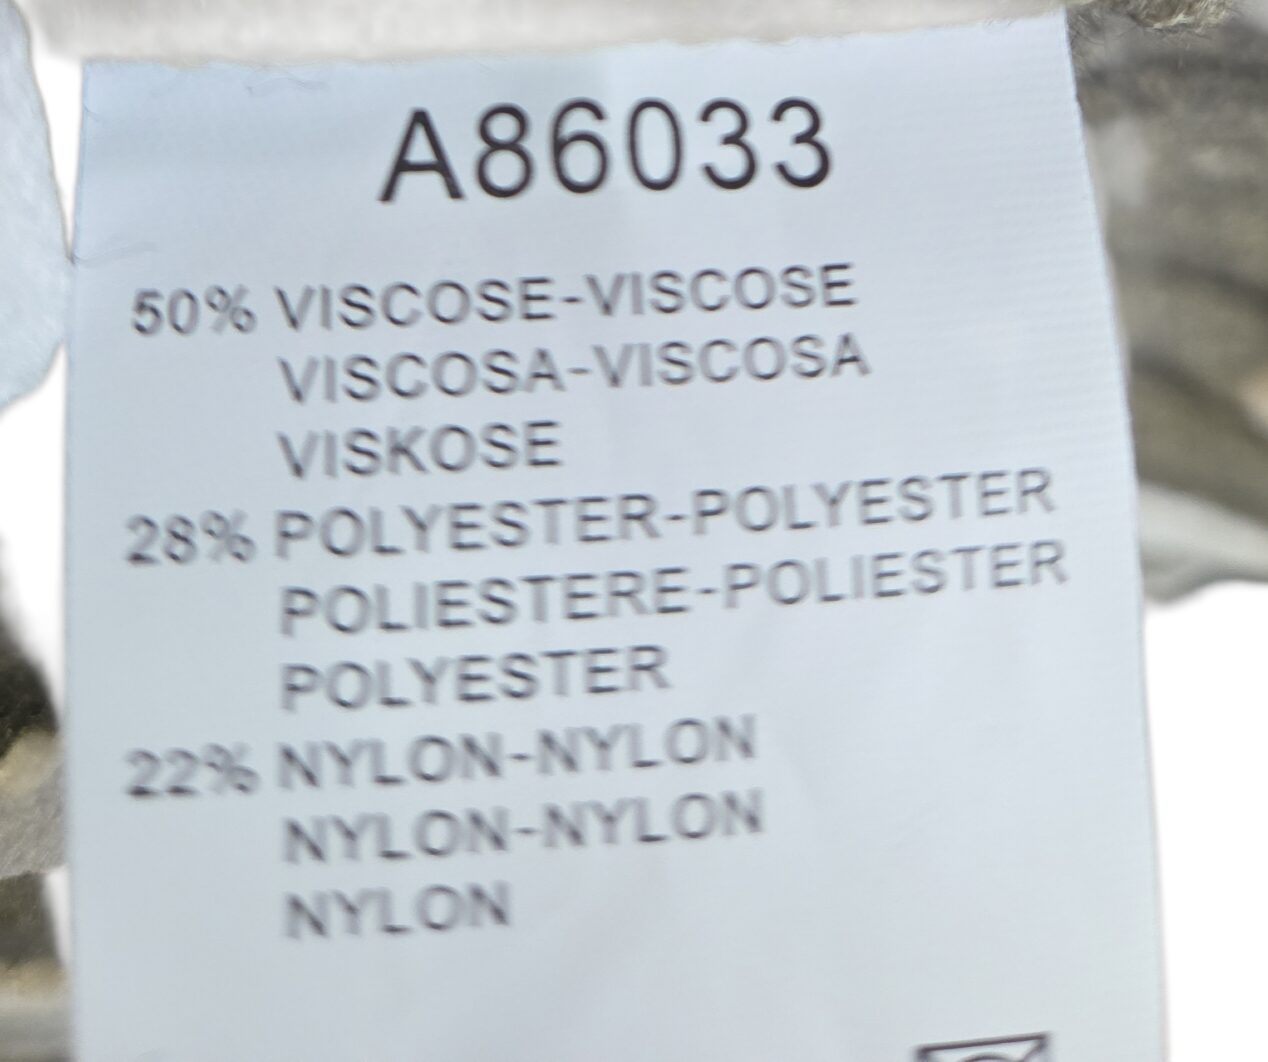 A86033
50% VISCOSE-VISCOSE
VISCOSA-VISCOSA
VISKOSE
28% POLYESTER-POLYESTER
POLIESTERE-POLIESTER
POLYESTER
22% NYLON-NYLON
NYLON-NYLON
NYLON